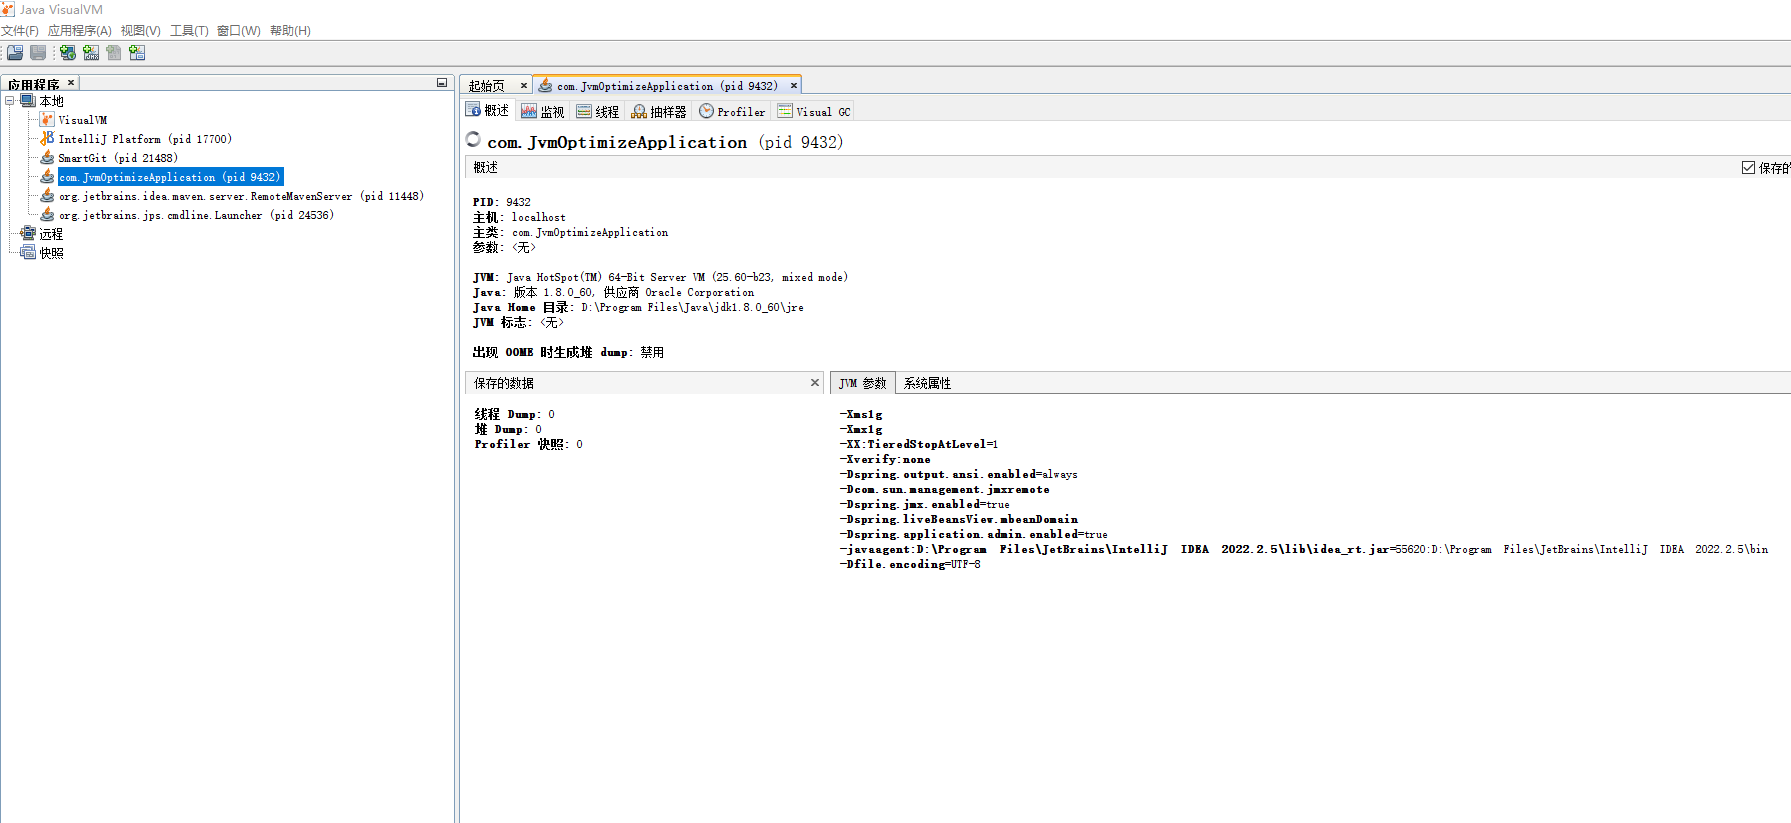 Java VisualVM
文件(F) 应用程序(A) 视图(V) 工具(T) 窗口(W) 帮助(H)
应用程序 ×
本地
VisualVM
IntelliJ Platform (pid 17700)
SmartGit (pid 21488)
com.JvmOptimizeApplication (pid 9432)
org.jetbrains.idea.maven.server.RemoteMavenServer (pid 11448)
org.jetbrains.jps.cmdline.Launcher (pid 24536)
远程
快照
起始页 × com.JvmOptimizeApplication (pid 9432) ×
概述 监视 线程 抽样器 Profiler Visual GC
com.JvmOptimizeApplication (pid 9432)
概述 保存的
PID: 9432
主机: localhost
主类: com.JvmOptimizeApplication
参数: <无>
JVM: Java HotSpot(TM) 64-Bit Server VM (25.60-b23, mixed mode)
Java: 版本 1.8.0_60, 供应商 Oracle Corporation
Java Home 目录: D:\Program Files\Java\jdk1.8.0_60\jre
JVM 标志: <无>
出现 OOME 时生成堆 dump: 禁用
保存的数据 ×
线程 Dump: 0
堆 Dump: 0
Profiler 快照: 0
JVM 参数 系统属性
-Xms1g
-Xmx1g
-XX:TieredStopAtLevel=1
-Xverify:none
-Dspring.output.ansi.enabled=always
-Dcom.sun.management.jmxremote
-Dspring.jmx.enabled=true
-Dspring.liveBeansView.mbeanDomain
-Dspring.application.admin.enabled=true
-javaagent:D:\Program Files\JetBrains\IntelliJ IDEA 2022.2.5\lib\idea_rt.jar=55620:D:\Program Files\JetBrains\IntelliJ IDEA 2022.2.5\bin
-Dfile.encoding=UTF-8